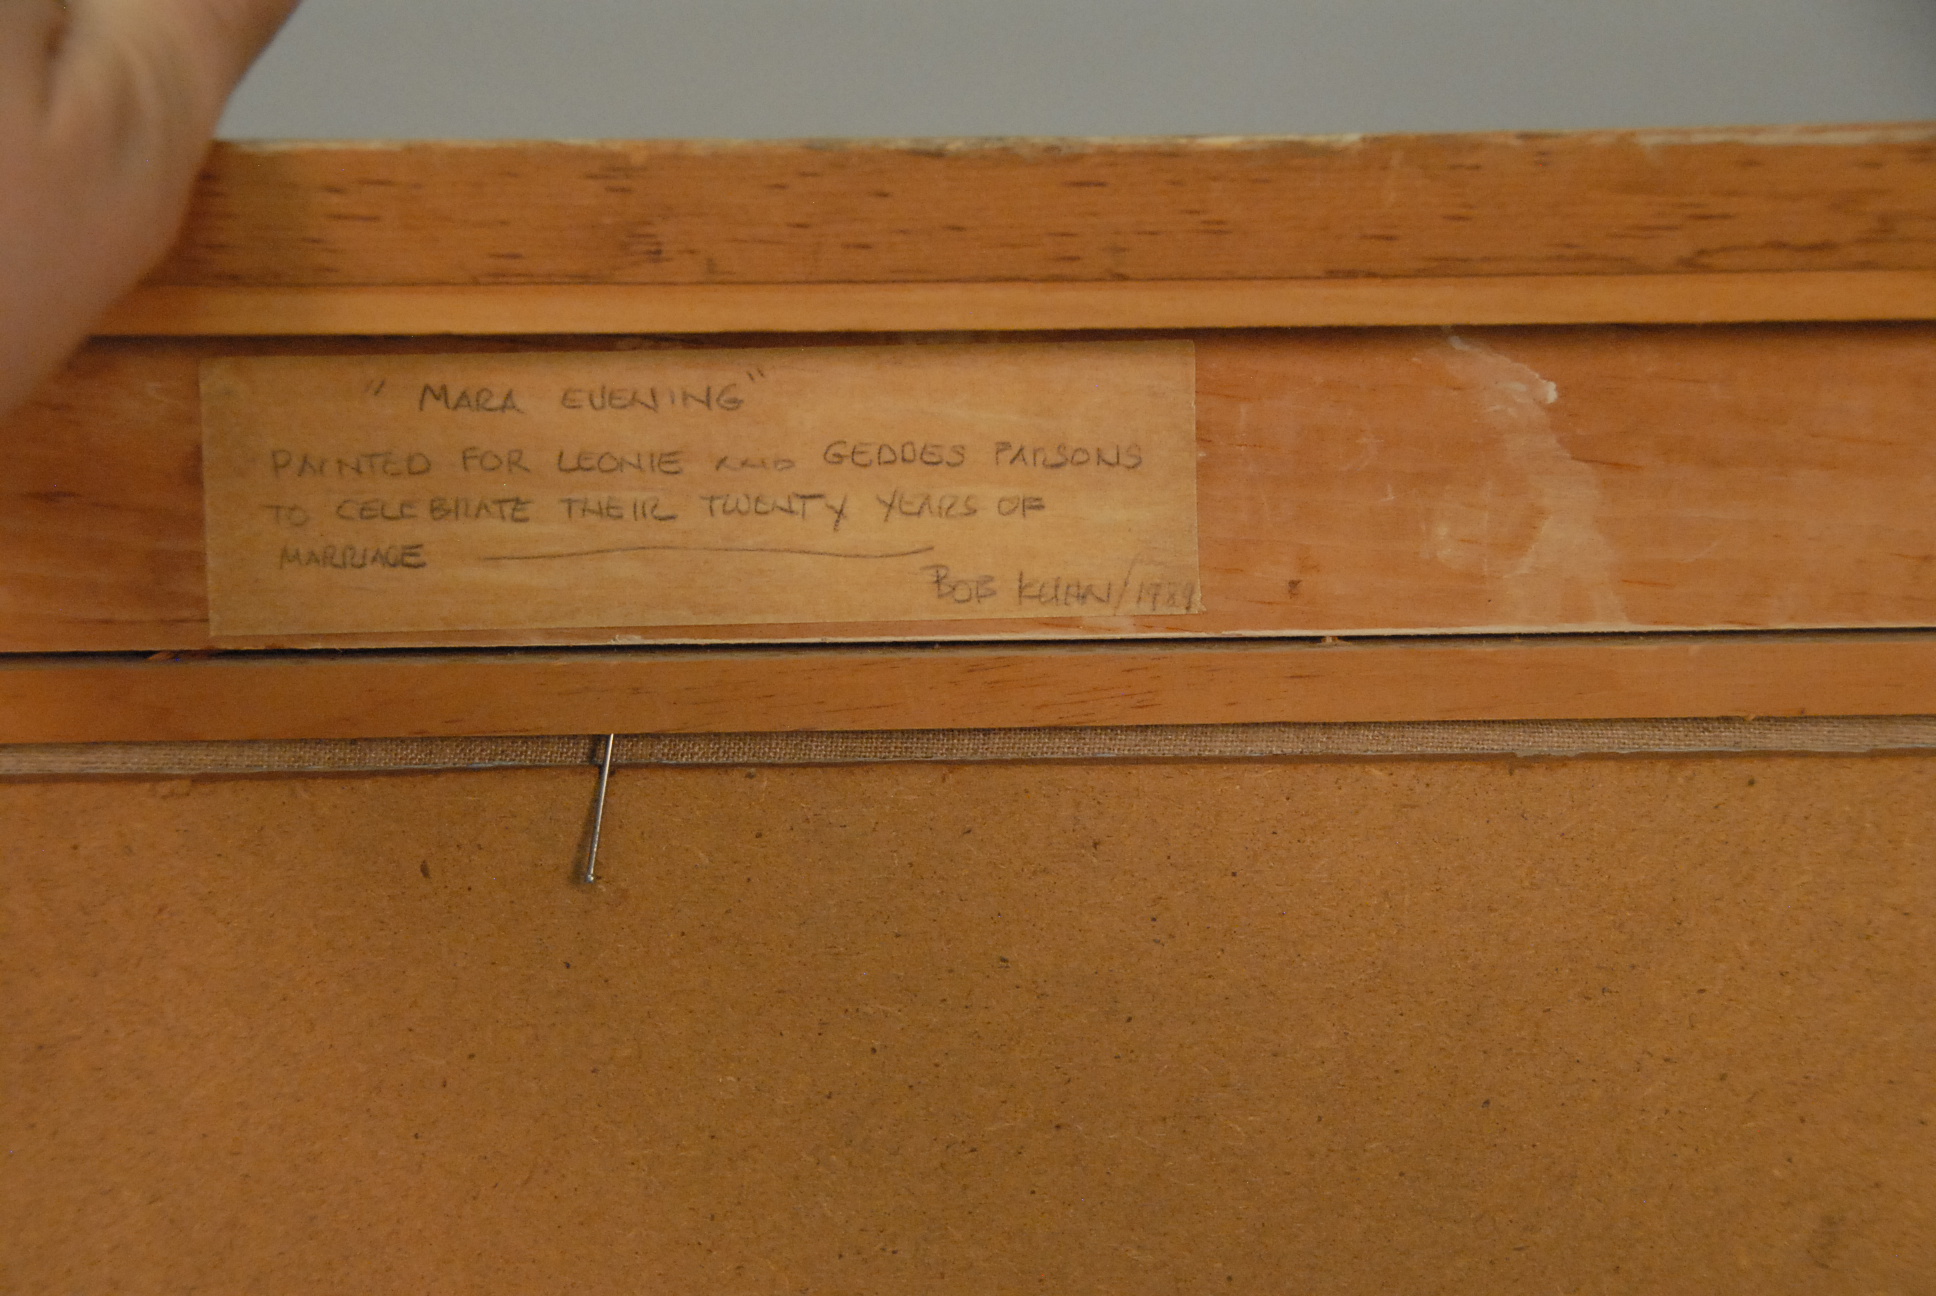 "MARA EVENING"
PAINTED FOR LEONIE AND GEDDES PARSONS
TO CELEBRATE THEIR TWENTY YEARS OF
MARRIAGE
BOB KUHN/1989